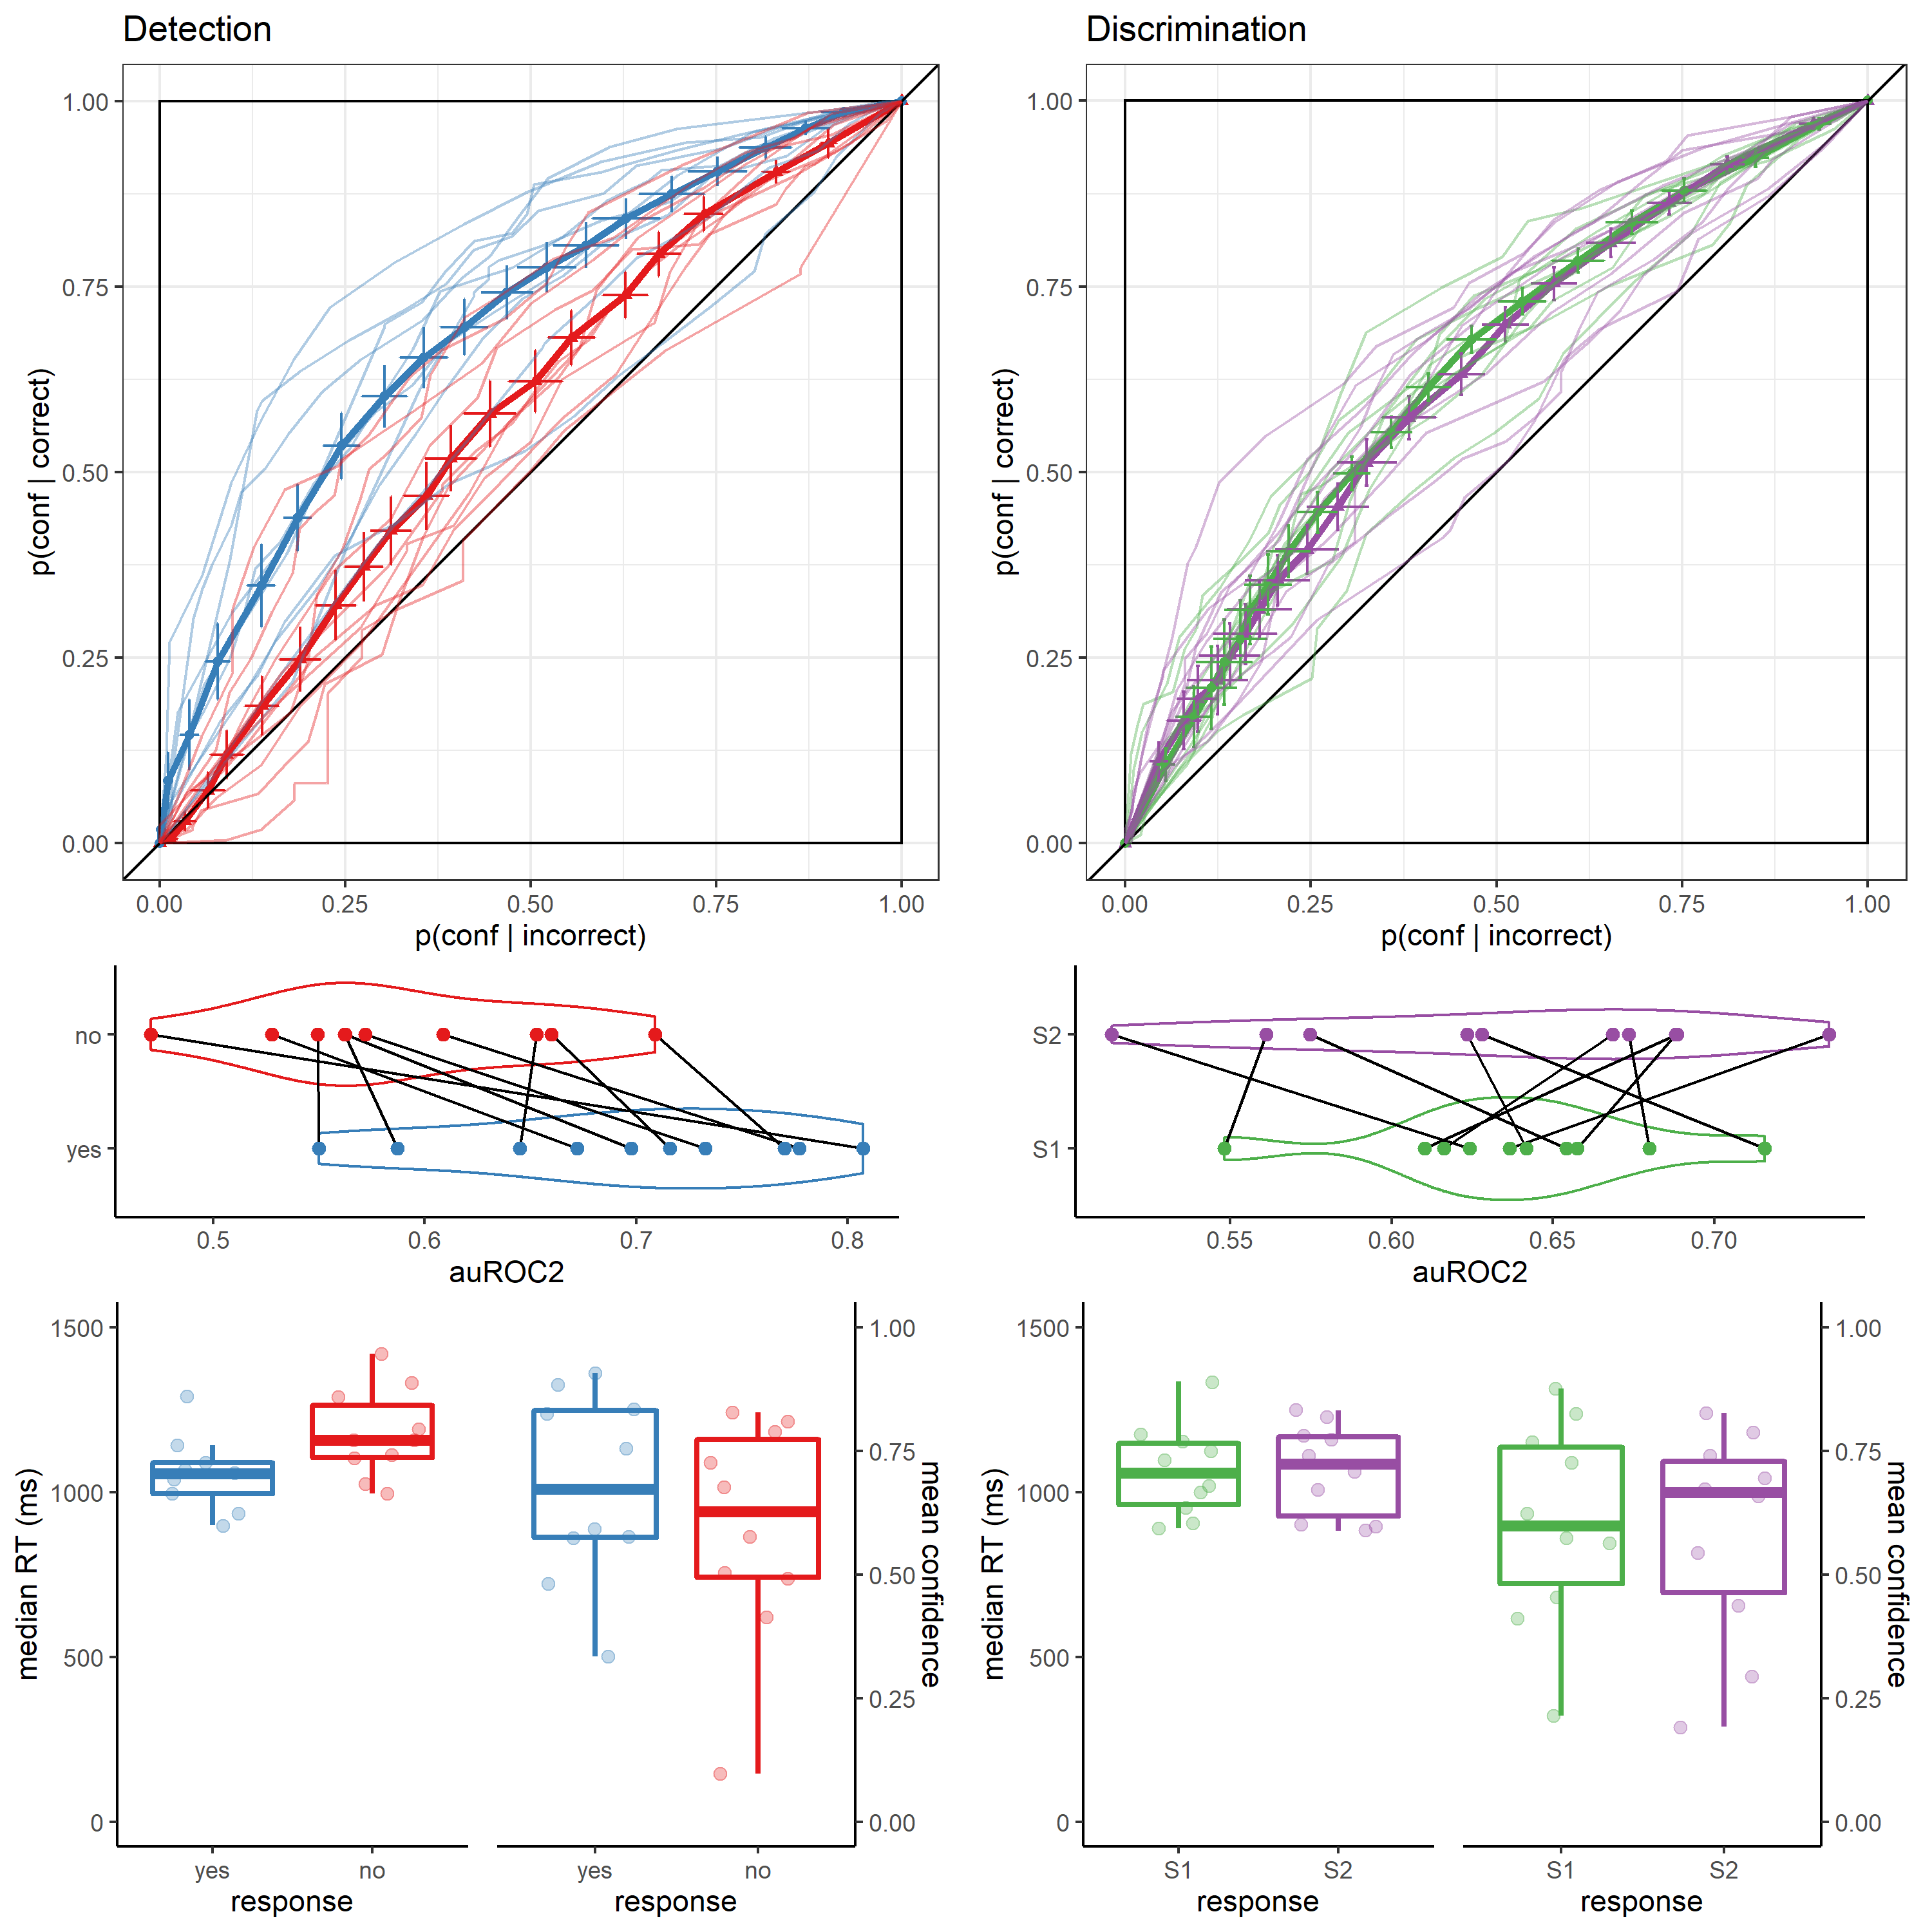 Detection
Discrimination
1.00
0.75
0.50
0.25
0.00
p(conf | correct)
0.00 0.25 0.50 0.75 1.00
p(conf | incorrect)
1.00
0.75
0.50
0.25
0.00
p(conf | correct)
0.00 0.25 0.50 0.75 1.00
p(conf | incorrect)
no
yes
0.5 0.6 0.7 0.8
auROC2
S2
S1
0.55 0.60 0.65 0.70
auROC2
1500
1000
500
0
median RT (ms)
yes no
response
yes no
response
1.00
0.75
0.50
0.25
0.00
mean confidence
1500
1000
500
0
median RT (ms)
S1 S2
response
S1 S2
response
1.00
0.75
0.50
0.25
0.00
mean confidence